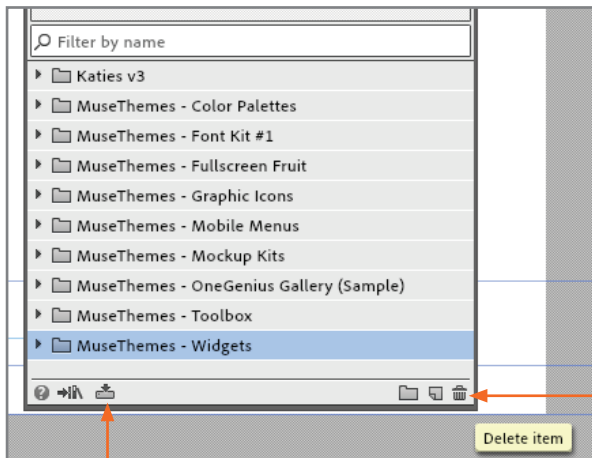 Filter by name
Katies v3
MuseThemes - Color Palettes
MuseThemes - Font Kit #1
MuseThemes - Fullscreen Fruit
MuseThemes - Graphic Icons
MuseThemes - Mobile Menus
MuseThemes - Mockup Kits
MuseThemes - OneGenius Gallery (Sample)
MuseThemes - Toolbox
MuseThemes - Widgets
Delete item